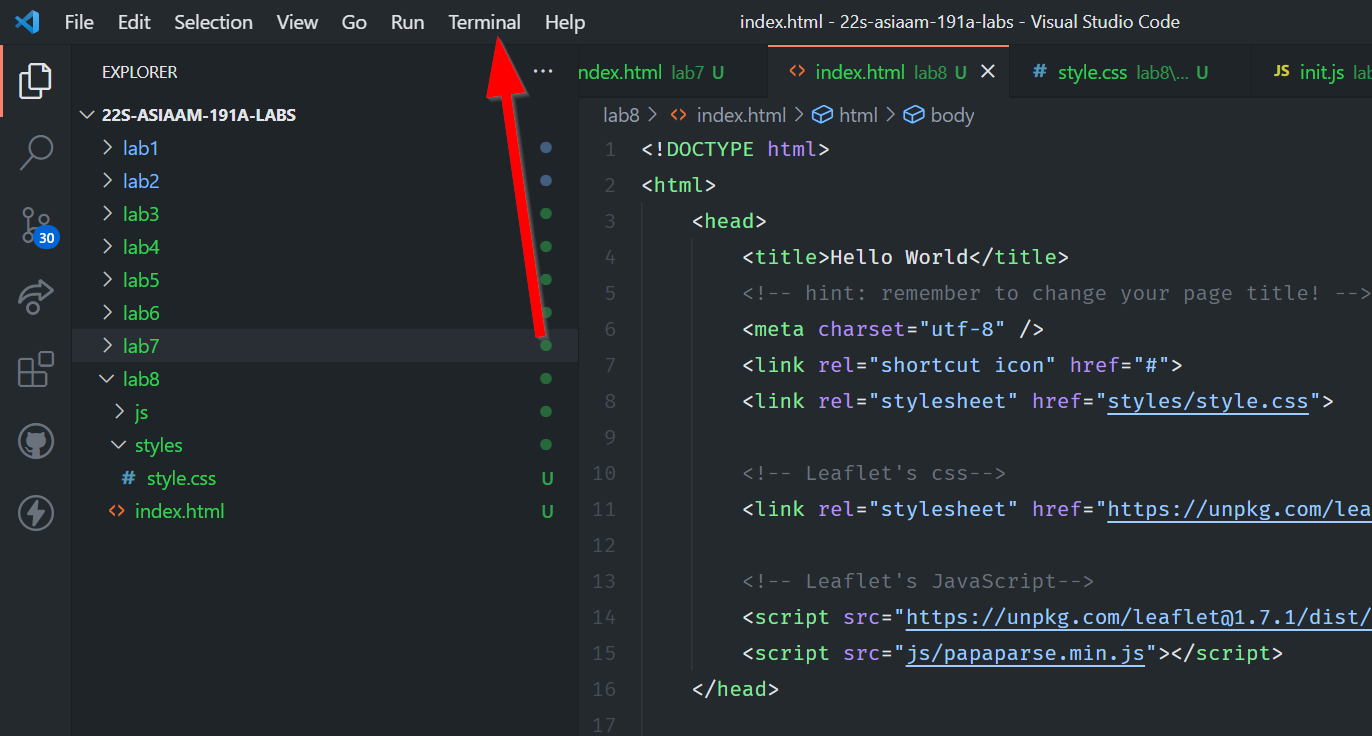 File Edit Selection View Go Run Terminal Help index.html - 22s-asiaam-191a-labs - Visual Studio Code
EXPLORER ···
22S-ASIAAM-191A-LABS
lab1
lab2
lab3
lab4
lab5
lab6
lab7
lab8
js
styles
# style.css U
<> index.html U
30
ndex.html lab7 U <> index.html lab8 U # style.css lab8\... U JS init.js lab
lab8 > <> index.html > html > body
1 <!DOCTYPE html>
2 <html>
3 <head>
4 <title>Hello World</title>
5 <!-- hint: remember to change your page title! -->
6 <meta charset="utf-8" />
7 <link rel="shortcut icon" href="#">
8 <link rel="stylesheet" href="styles/style.css">
9
10 <!-- Leaflet's css-->
11 <link rel="stylesheet" href="https://unpkg.com/lea
12
13 <!-- Leaflet's JavaScript-->
14 <script src="https://unpkg.com/leaflet@1.7.1/dist/
15 <script src="js/papaparse.min.js"></script>
16 </head>
17